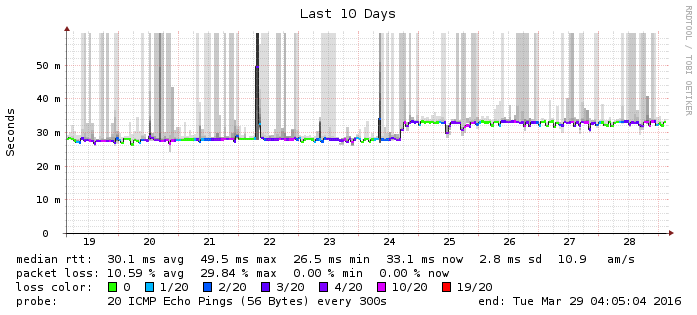 Last 10 Days
RRDTOOL / TOBI OETIKER
Seconds
50 m
40 m
30 m
20 m
10 m
0
19 20 21 22 23 24 25 26 27 28
median rtt: 30.1 ms avg 49.5 ms max 26.5 ms min 33.1 ms now 2.8 ms sd 10.9 am/s
packet loss: 10.59 % avg 29.84 % max 0.00 % min 0.00 % now
loss color: 0 1/20 2/20 3/20 4/20 10/20 19/20
probe: 20 ICMP Echo Pings (56 Bytes) every 300s end: Tue Mar 29 04:05:04 2016